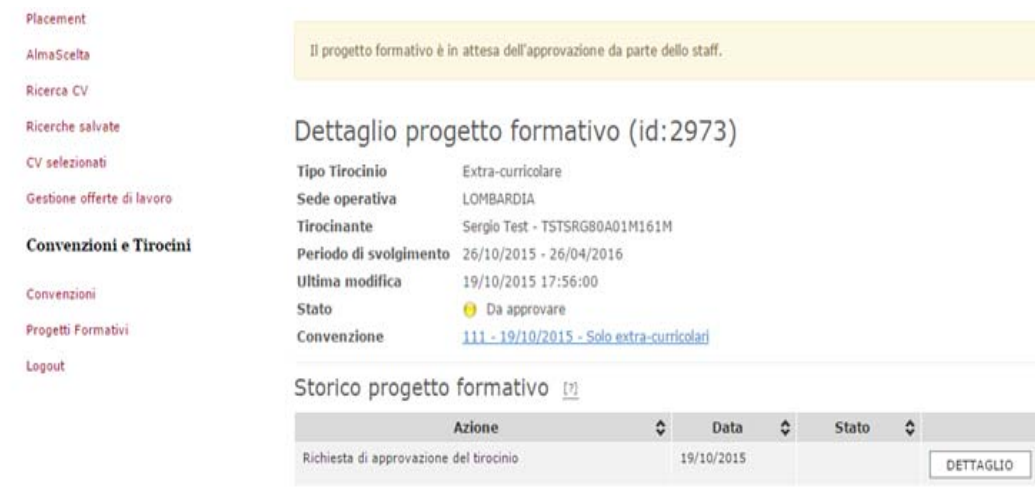 Placement
AlmaScelta
Ricerca CV
Ricerche salvate
CV selezionati
Gestione offerte di lavoro
Convenzioni e Tirocini
Convenzioni
Progetti Formativi
Logout
Il progetto formativo è in attesa dell'approvazione da parte dello staff.
Dettaglio progetto formativo (id:2973)
Tipo Tirocinio Extra-curricolare
Sede operativa LOMBARDIA
Tirocinante Sergio Test - TSTSRG80A01M161M
Periodo di svolgimento 26/10/2015 - 26/04/2016
Ultima modifica 19/10/2015 17:56:00
Stato Da approvare
Convenzione 111 - 19/10/2015 - Solo extra-curricolari
Storico progetto formativo [?]
Azione Data Stato
Richiesta di approvazione del tirocinio 19/10/2015 DETTAGLIO